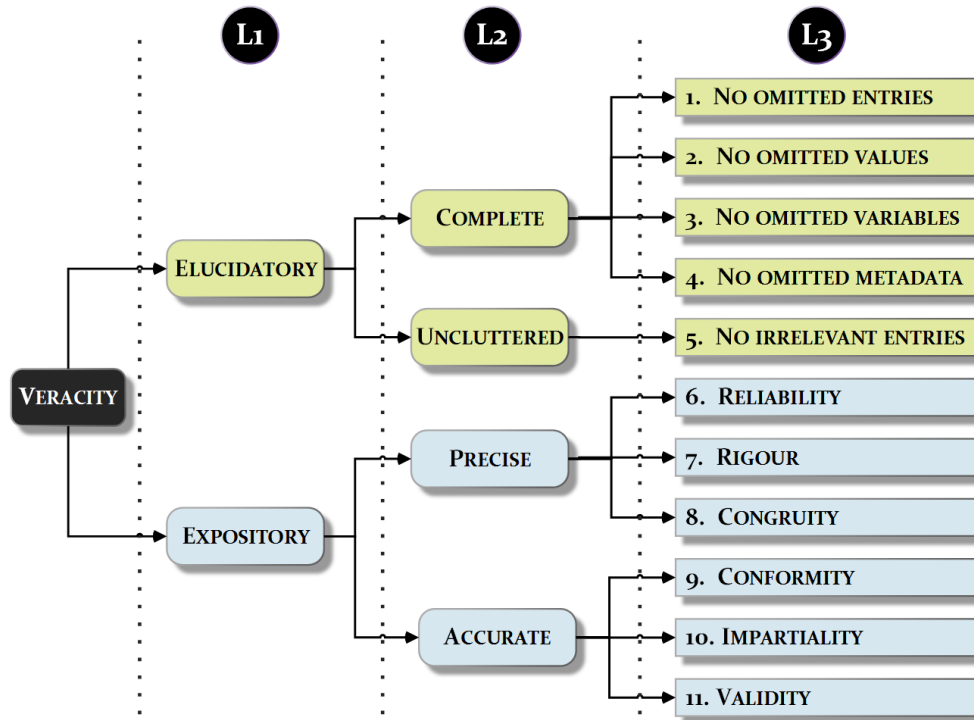 L1
L2
L3
Veracity
Elucidatory
Expository
Complete
Uncluttered
Precise
Accurate
1. No omitted entries
2. No omitted values
3. No omitted variables
4. No omitted metadata
5. No irrelevant entries
6. Reliability
7. Rigour
8. Congruity
9. Conformity
10. Impartiality
11. Validity